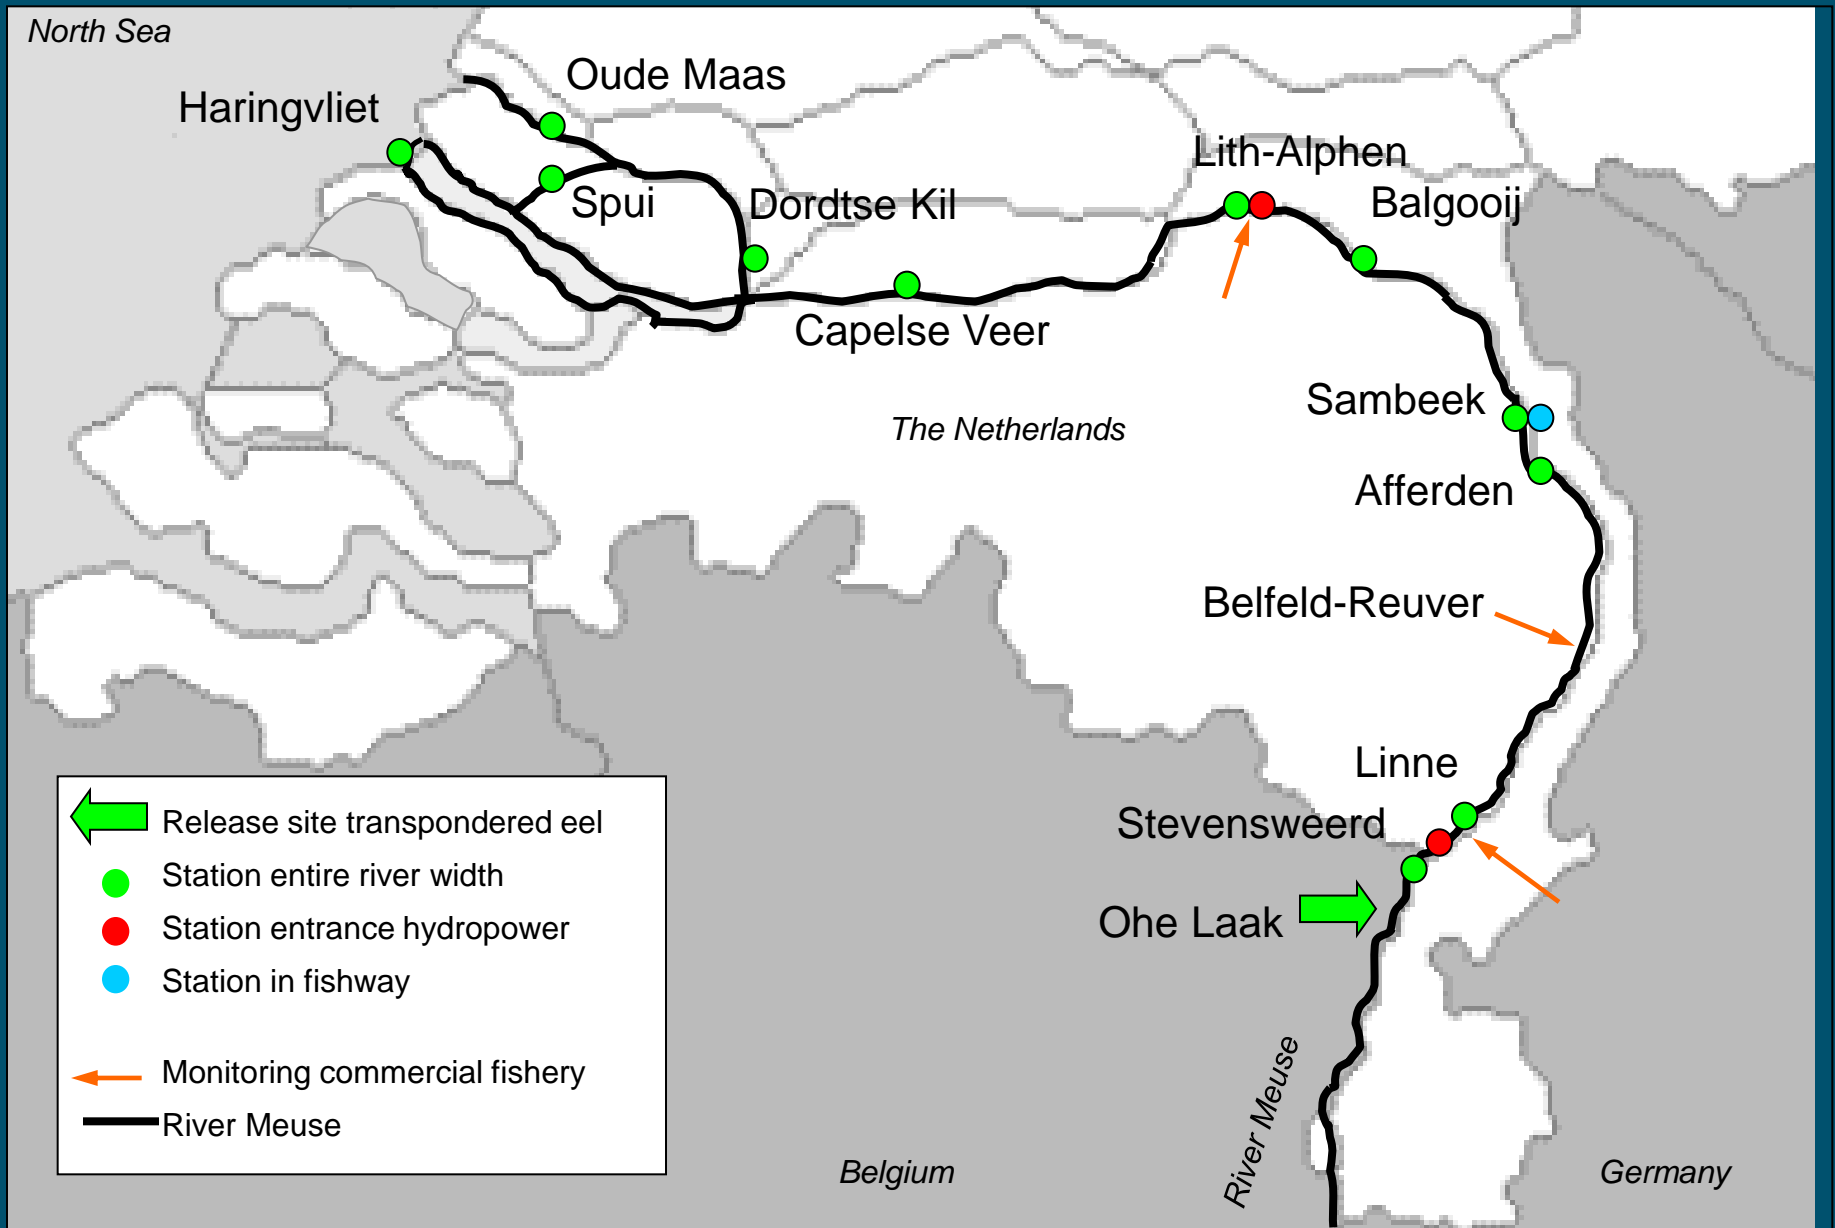 North Sea
Oude Maas
Haringvliet
Lith-Alphen
Spui
Dordtse Kil
Balgooij
Capelse Veer
Sambeek
The Netherlands
Afferden
Belfeld-Reuver
Linne
Stevensweerd
Ohe Laak
Release site transpondered eel
Station entire river width
Station entrance hydropower
Station in fishway
Monitoring commercial fishery
River Meuse
River Meuse
Belgium
Germany